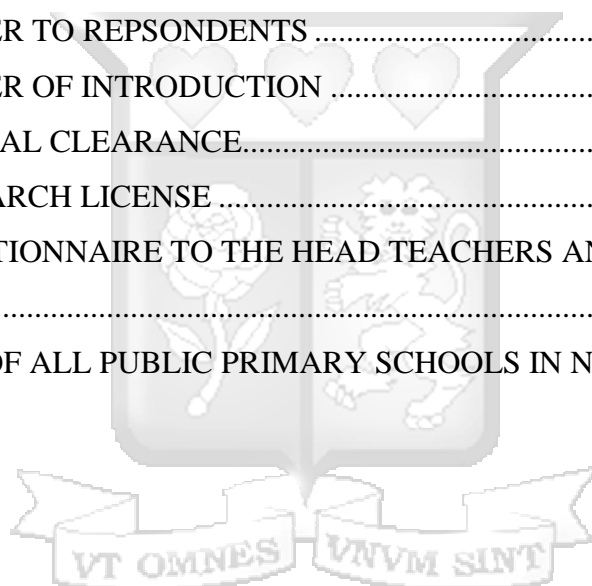 ER TO REPSONDENTS ................................
ER OF INTRODUCTION ..............................
AL CLEARANCE.........................................
ARCH LICENSE ............................................
TIONNAIRE TO THE HEAD TEACHERS AN
......................................................................
OF ALL PUBLIC PRIMARY SCHOOLS IN N
VT OMNES VNVM SINT